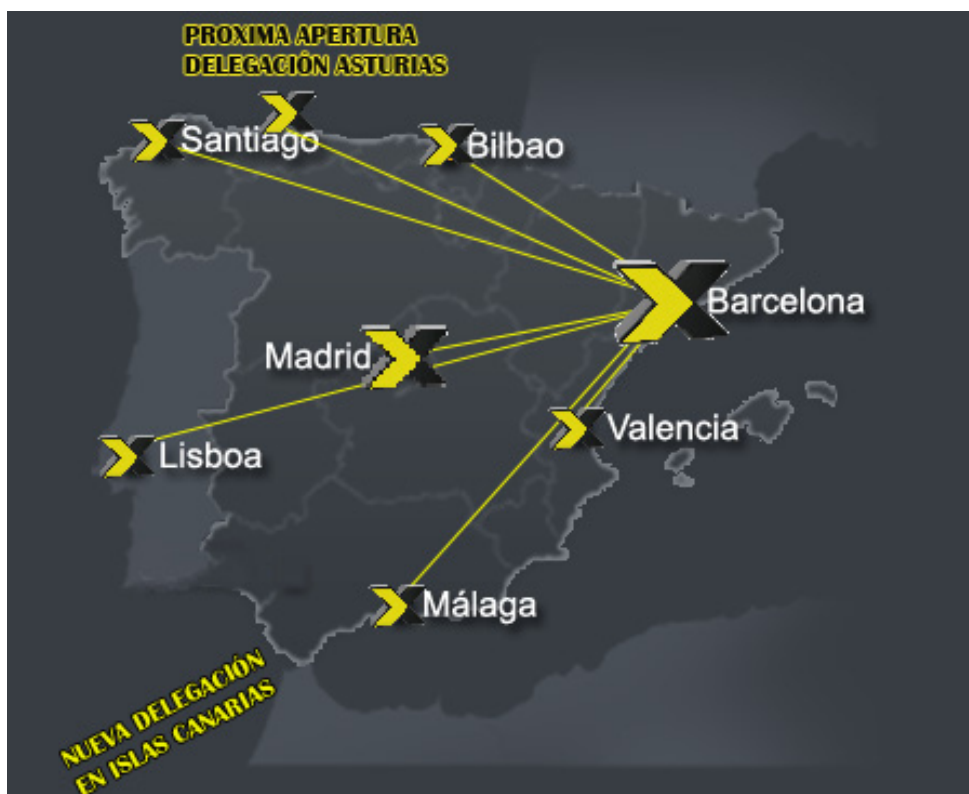 PROXIMA APERTURA
DELEGACIÓN ASTURIAS
Santiago
Bilbao
Barcelona
Madrid
Valencia
Lisboa
Málaga
NUEVA DELEGACIÓN
EN ISLAS CANARIAS